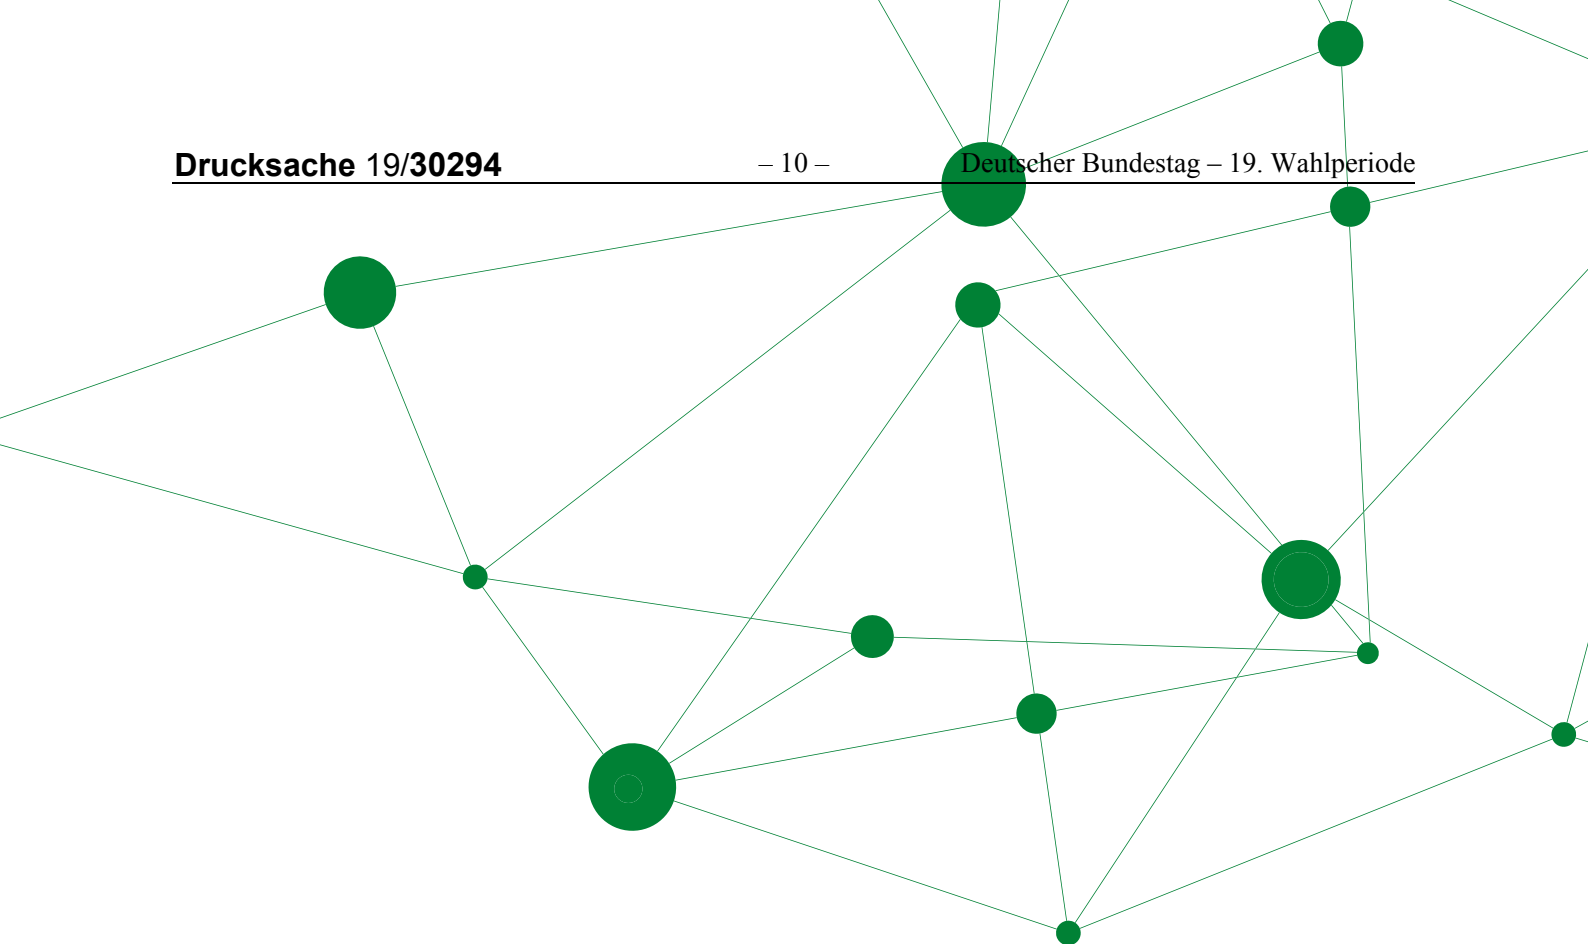 Drucksache 19/30294 – 10 – Deutscher Bundestag – 19. Wahlperiode